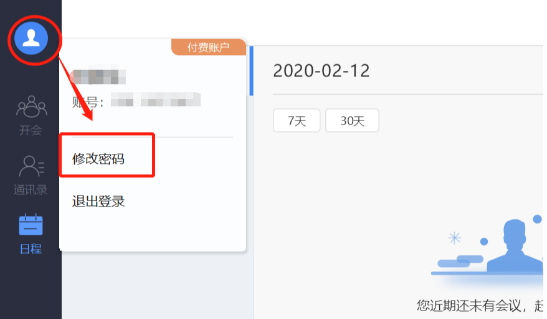 付费账户
账号：
修改密码
退出登录
开会
通讯录
日程
2020-02-12
7天
30天
您近期还未有会议，